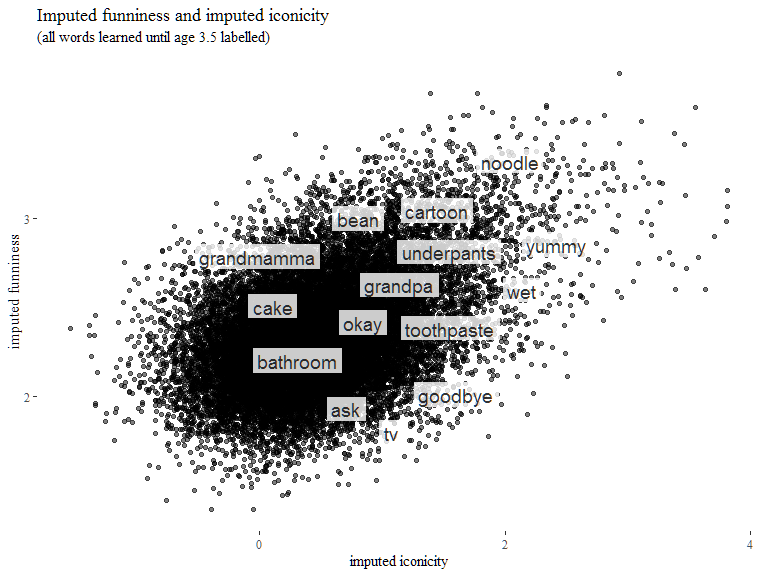 Imputed funniness and imputed iconicity
(all words learned until age 3.5 labelled)
noodle
cartoon
bean
3
yummy
underpants
grandmamma
grandpa
wet
cake
okay
toothpaste
bathroom
goodbye
2
ask
tv
imputed funniness
0
2
4
imputed iconicity